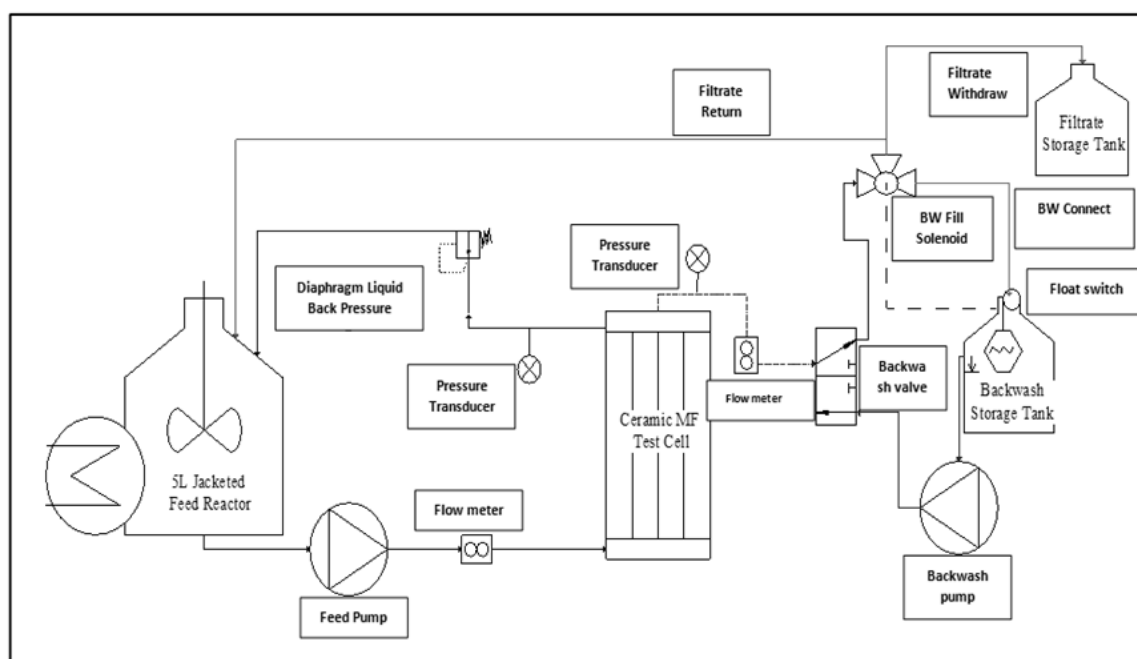 Filtrate
Return
Filtrate
Withdraw
Filtrate
Storage Tank
BW Fill
Solenoid
BW Connect
Float switch
Pressure
Transducer
Diaphragm Liquid
Back Pressure
Pressure
Transducer
Flow meter
Backwa
sh valve
Backwash
Storage Tank
Ceramic MF
Test Cell
5L Jacketed
Feed Reactor
Flow meter
Feed Pump
Backwash
pump